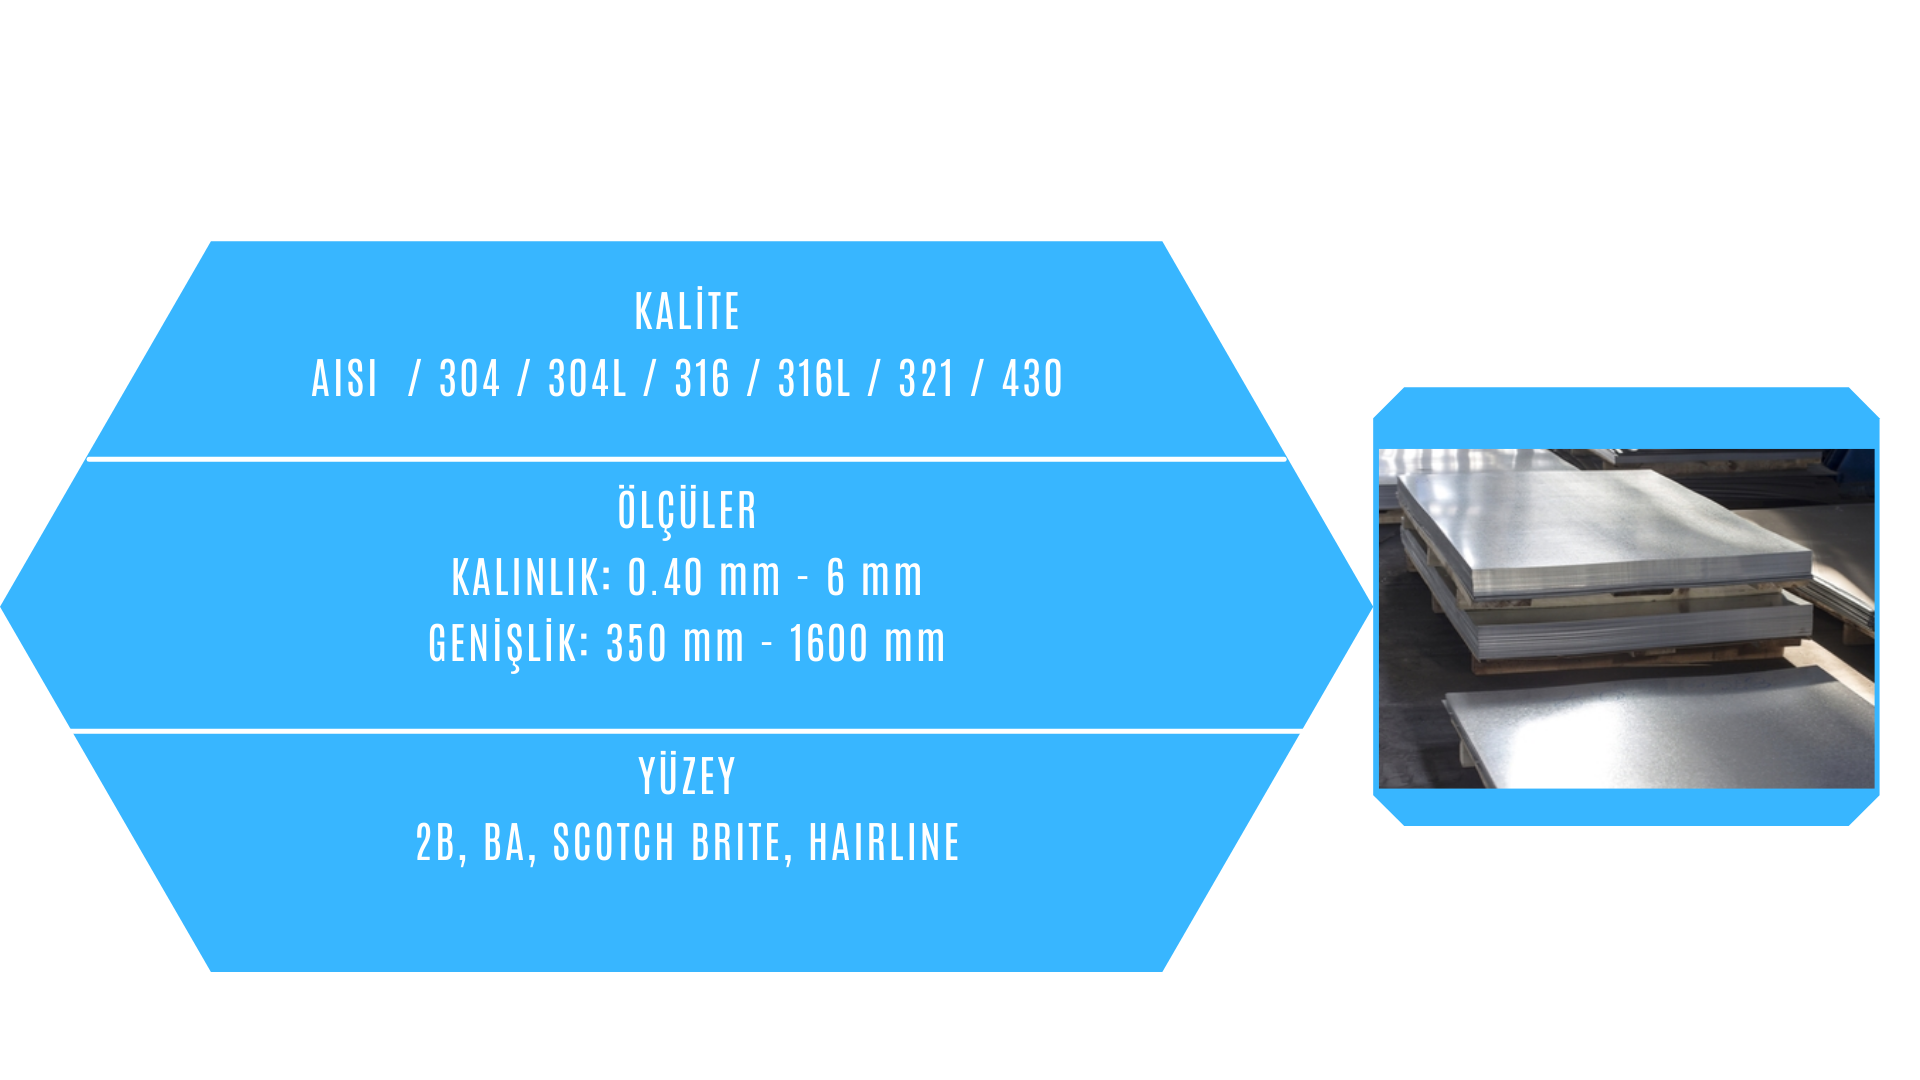 KALİTE
AISI / 304 / 304L / 316 / 316L / 321 / 430
ÖLÇÜLER
KALINLIK: 0.40 mm - 6 mm
GENİŞLİK: 350 mm - 1600 mm
YÜZEY
2B, BA, SCOTCH BRITE, HAIRLINE